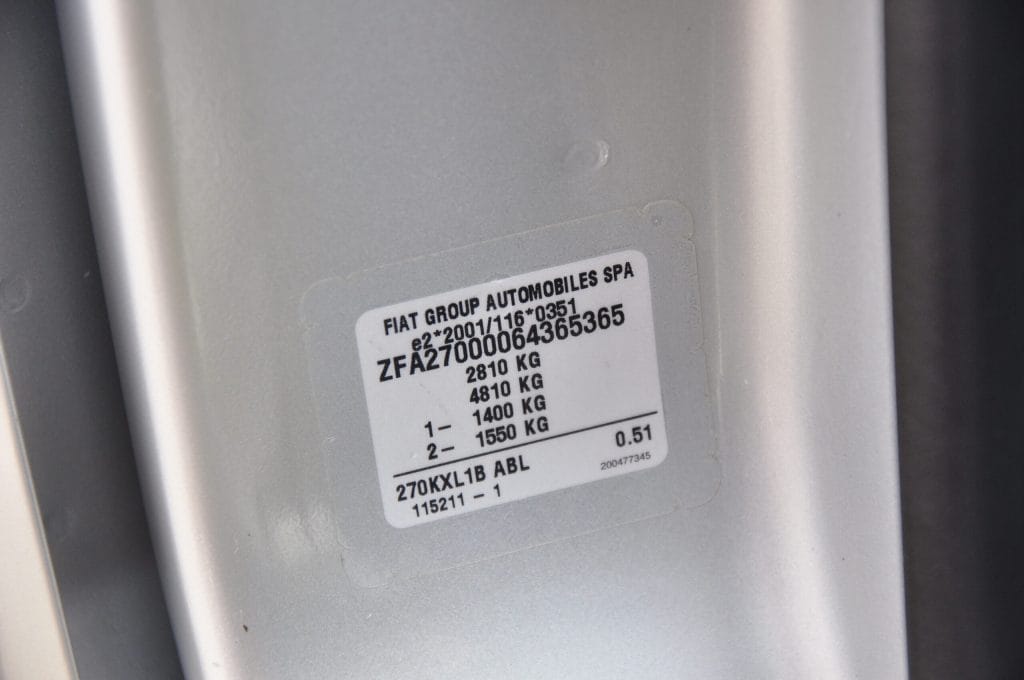 FIAT GROUP AUTOMOBILES SPA
e2*2001/116*0351
ZFA27000064365365
2810 KG
4810 KG
1- 1400 KG
2- 1550 KG
270KXL1B ABL 0.51
115211 - 1 200477345